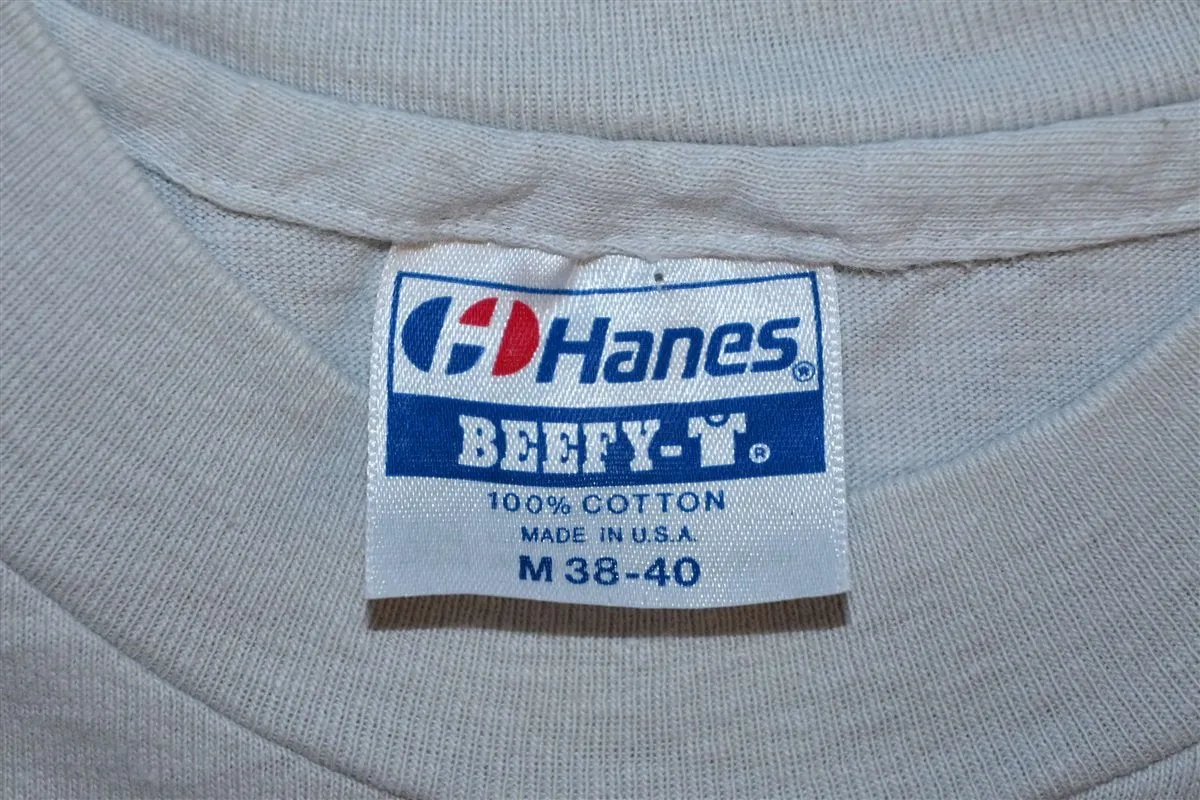 Hanes®
BEEFY-T®
100% COTTON
MADE IN U.S.A.
M 38-40